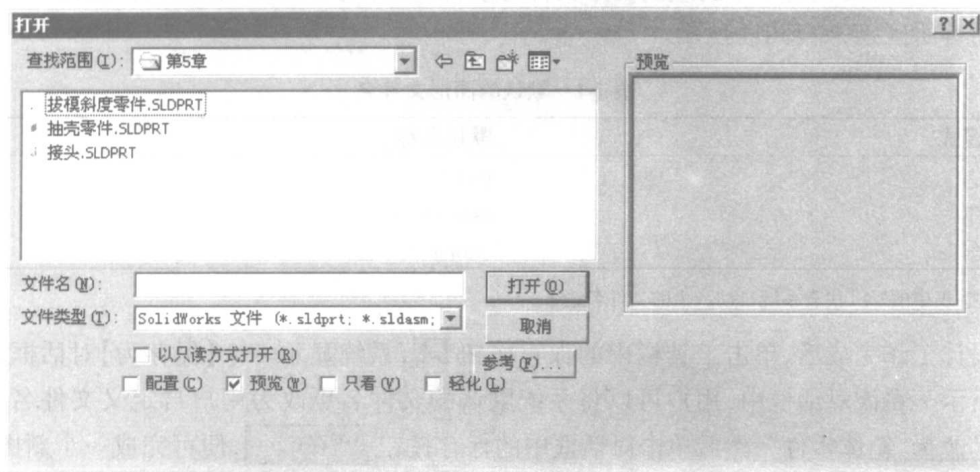 打开
查找范围(I): 第5章
预览
拔模斜度零件.SLDPRT
抽壳零件.SLDPRT
接头.SLDPRT
文件名(N):
打开(O)
文件类型(T): SolidWorks 文件 (*.sldprt; *.sldasm;
取消
以只读方式打开(R)
参考(F)...
配置(C) 预览(W) 只看(V) 轻化(L)